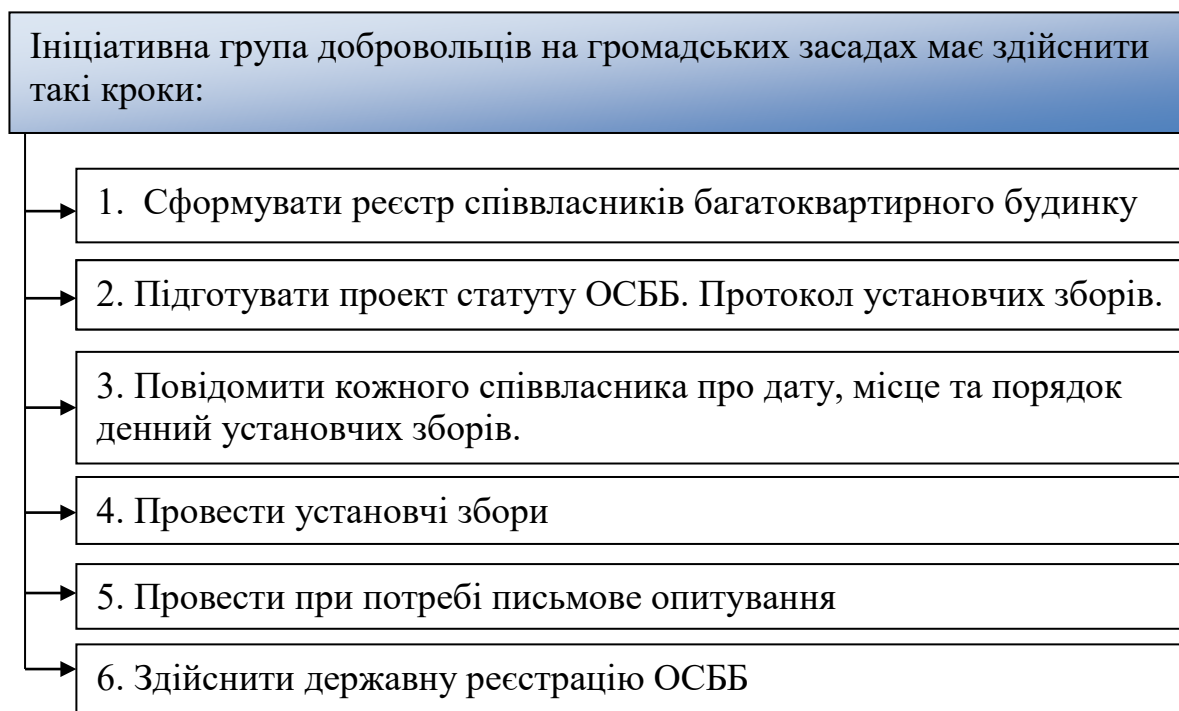 Ініціативна група добровольців на громадських засадах має здійснити
такі кроки:
1. Сформувати реєстр співвласників багатоквартирного будинку
2. Підготувати проект статуту ОСББ. Протокол установчих зборів.
3. Повідомити кожного співвласника про дату, місце та порядок
денний установчих зборів.
4. Провести установчі збори
5. Провести при потребі письмове опитування
6. Здійснити державну реєстрацію ОСББ